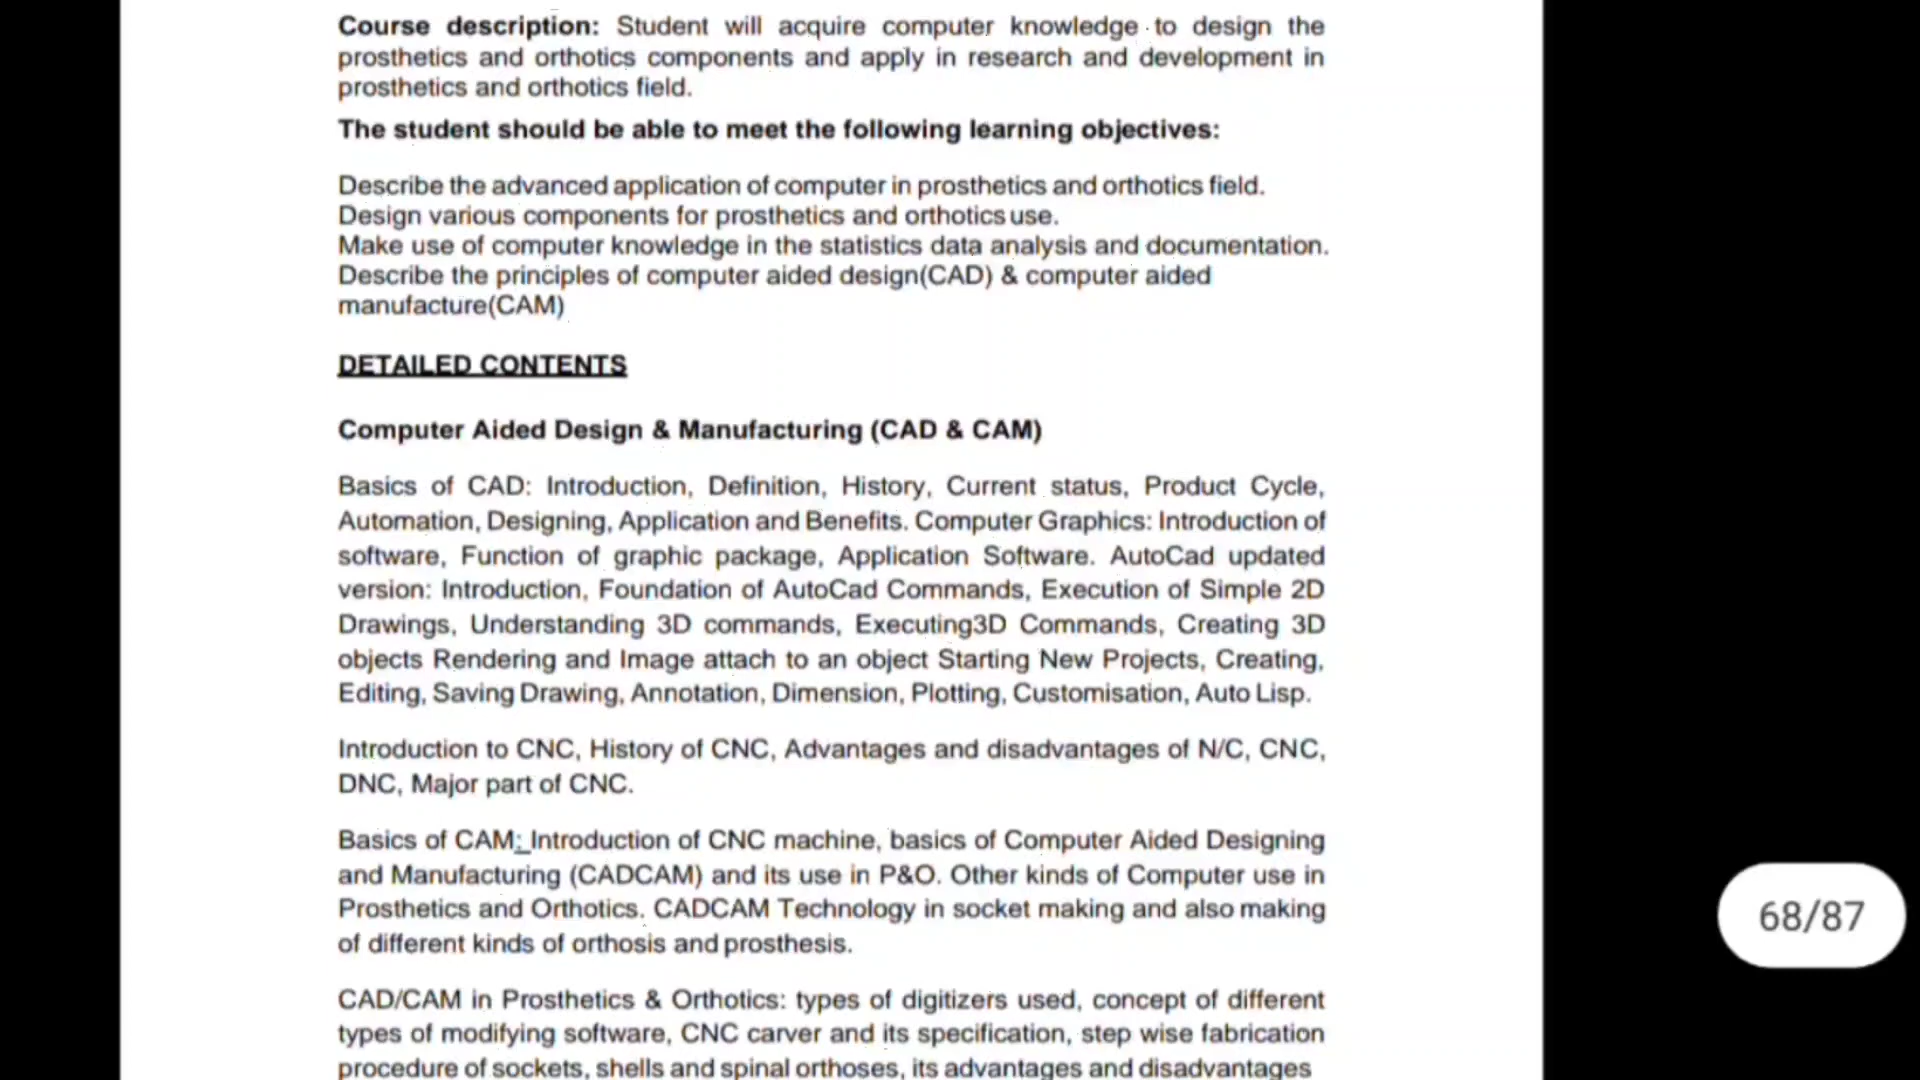 Course description: Student will acquire computer knowledge to design the
prosthetics and orthotics components and apply in research and development in
prosthetics and orthotics field.
The student should be able to meet the following learning objectives:
Describe the advanced application of computer in prosthetics and orthotics field.
Design various components for prosthetics and orthotics use.
Make use of computer knowledge in the statistics data analysis and documentation.
Describe the principles of computer aided design(CAD) & computer aided
manufacture(CAM)
DETAILED CONTENTS
Computer Aided Design & Manufacturing (CAD & CAM)
Basics of CAD: Introduction, Definition, History, Current status, Product Cycle,
Automation, Designing, Application and Benefits. Computer Graphics: Introduction of
software, Function of graphic package, Application Software. AutoCad updated
version: Introduction, Foundation of AutoCad Commands, Execution of Simple 2D
Drawings, Understanding 3D commands, Executing3D Commands, Creating 3D
objects Rendering and Image attach to an object Starting New Projects, Creating,
Editing, Saving Drawing, Annotation, Dimension, Plotting, Customisation, Auto Lisp.
Introduction to CNC, History of CNC, Advantages and disadvantages of N/C, CNC,
DNC, Major part of CNC.
Basics of CAM: Introduction of CNC machine, basics of Computer Aided Designing
and Manufacturing (CADCAM) and its use in P&O. Other kinds of Computer use in
Prosthetics and Orthotics. CADCAM Technology in socket making and also making
of different kinds of orthosis and prosthesis.
68/87
CAD/CAM in Prosthetics & Orthotics: types of digitizers used, concept of different
types of modifying software, CNC carver and its specification, step wise fabrication
procedure of sockets, shells and spinal orthoses, its advantages and disadvantages